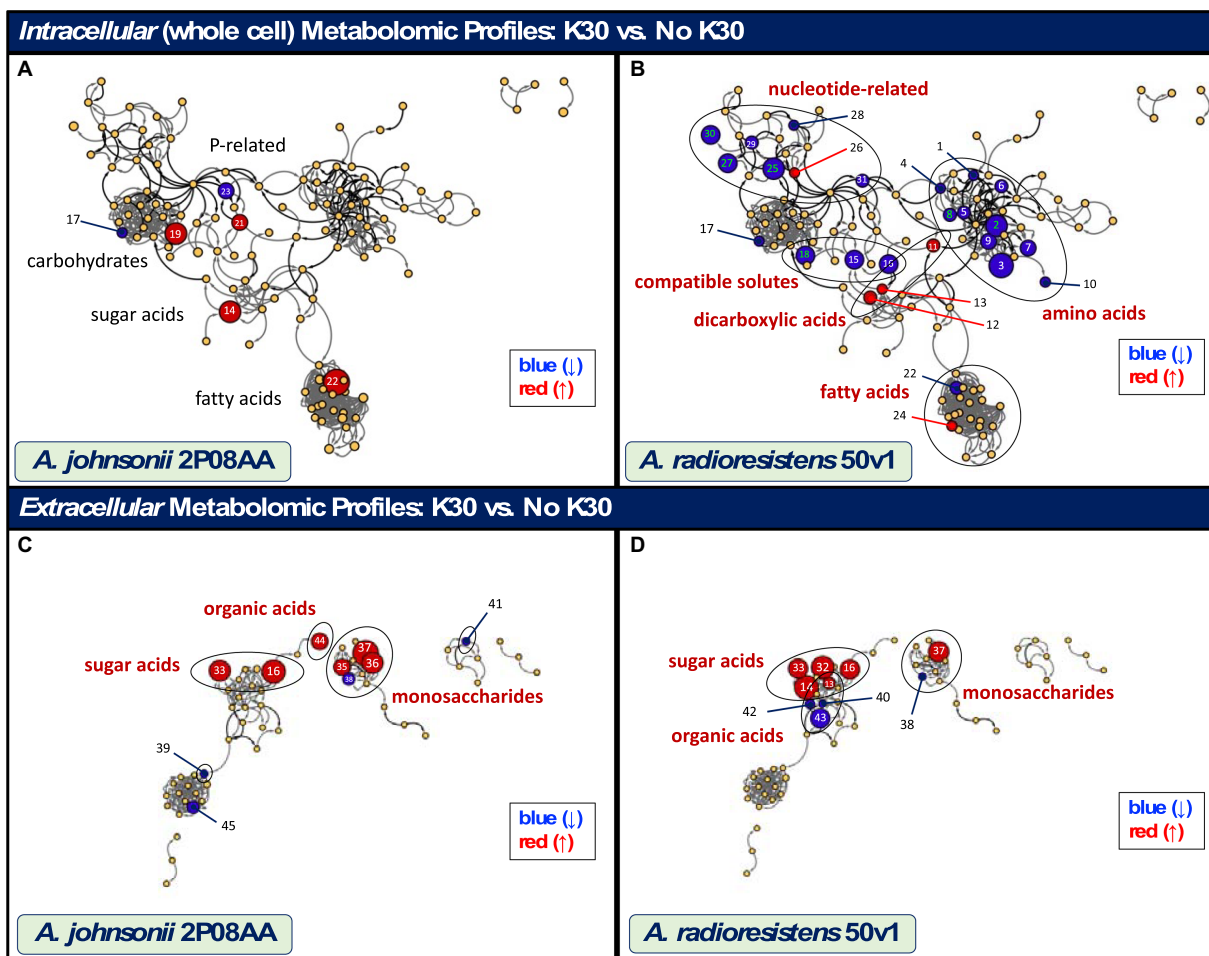 Intracellular (whole cell) Metabolomic Profiles: K30 vs. No K30
A
P-related
23
21
17
19
carbohydrates
sugar acids
14
22
fatty acids
blue (↓)
red (↑)
A. johnsonii 2P08AA
B
nucleotide-related
28
30
29
26
27
25
31
1
4
6
8
5
2
9
7
3
10
17
11
18
15
16
compatible solutes
13
dicarboxylic acids
12
amino acids
22
fatty acids
24
blue (↓)
red (↑)
A. radioresistens 50v1
Extracellular Metabolomic Profiles: K30 vs. No K30
C
organic acids
41
44
sugar acids
33
16
37
35
36
38
monosaccharides
39
45
blue (↓)
red (↑)
A. johnsonii 2P08AA
D
sugar acids
33
32
16
37
14
13
monosaccharides
42
40
38
43
organic acids
blue (↓)
red (↑)
A. radioresistens 50v1